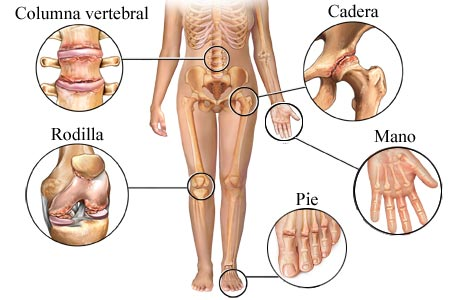 Columna vertebral
Cadera
Rodilla
Mano
Pie